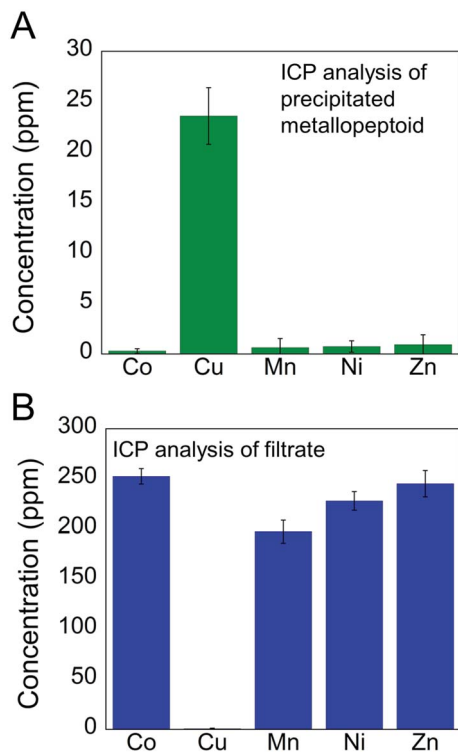 A
Concentration (ppm)
30
25
20
15
10
5
0
ICP analysis of
precipitated
metallopeptoid
Co Cu Mn Ni Zn
B
Concentration (ppm)
300
250
200
150
100
50
0
ICP analysis of filtrate
Co Cu Mn Ni Zn